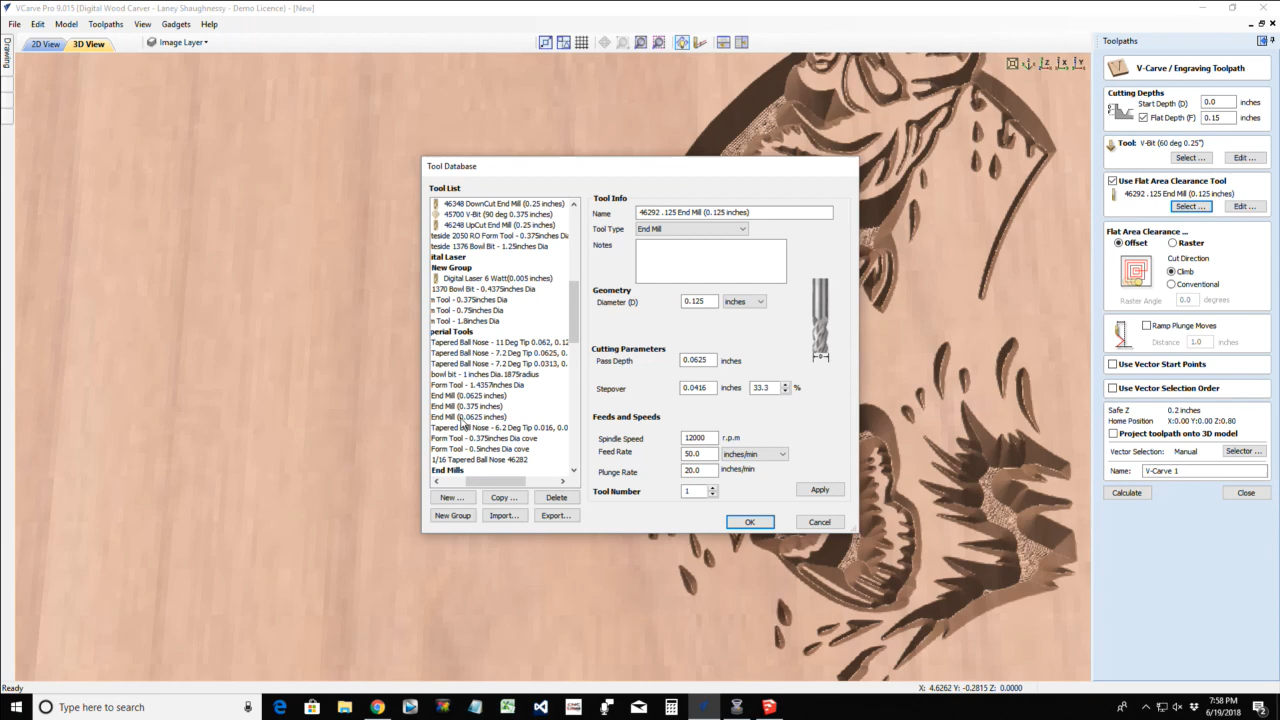 VCarve Pro 9.015 {Digital Wood Carver - Laney Shaughnessy - Demo Licence} - [New]
File Edit Model Toolpaths View Gadgets Help
2D View 3D View Image Layer
Drawing
Tool Database
Tool List
46348 DownCut End Mill (0.25 inches)
45700 V-Bit (90 deg 0.375 inches)
46248 UpCut End Mill (0.25 inches)
teside 2050 RO Form Tool - 0.375inches Dia
teside 1376 Bowl Bit - 1.25inches Dia
ital Laser
New Group
Digital Laser 6 Watt(0.005 inches)
1370 Bowl Bit - 0.4375inches Dia
m Tool - 0.375inches Dia
m Tool - 0.75inches Dia
m Tool - 1.8inches Dia
perial Tools
Tapered Ball Nose - 11 Deg Tip 0.062, 0.12
Tapered Ball Nose - 7.2 Deg Tip 0.0625, 0.
Tapered Ball Nose - 7.2 Deg Tip 0.0313, 0.
bowl bit - 1 inches Dia.1875radius
Form Tool - 1.4357inches Dia
End Mill (0.0625 inches)
End Mill (0.375 inches)
End Mill (0.0625 inches)
Tapered Ball Nose - 6.2 Deg Tip 0.016, 0.0
Form Tool - 0.375inches Dia cove
Form Tool - 0.5inches Dia cove
1/16 Tapered Ball Nose 46282
End Mills
New ... Copy ... Delete
New Group Import... Export...
Tool Info
Name 46292 .125 End Mill (0.125 inches)
Tool Type End Mill
Notes
Geometry
Diameter (D) 0.125 inches
D
Cutting Parameters
Pass Depth 0.0625 inches
Stepover 0.0416 inches 33.3 %
Feeds and Speeds
Spindle Speed 12000 r.p.m
Feed Rate 50.0 inches/min
Plunge Rate 20.0 inches/min
Tool Number 1 Apply
OK Cancel
Toolpaths
V-Carve / Engraving Toolpath
Cutting Depths
Start Depth (D) 0.0 inches
Flat Depth (F) 0.15 inches
Tool: V-Bit (60 deg 0.25")
Select ... Edit ...
Use Flat Area Clearance Tool
46292 .125 End Mill (0.125 inches)
Select ... Edit ...
Flat Area Clearance ...
Offset Raster
Cut Direction
Climb
Conventional
Raster Angle 0.0 degrees
Ramp Plunge Moves
Distance 1.0 inches
Use Vector Start Points
Use Vector Selection Order
Safe Z 0.2 inches
Home Position X:0.00 Y:0.00 Z:0.80
Project toolpath onto 3D model
Vector Selection: Manual Selector ...
Name: V-Carve 1
Calculate Close
Ready X: 4.6262 Y:-0.2815 Z: 0.0000
Type here to search
7:58 PM
6/19/2018